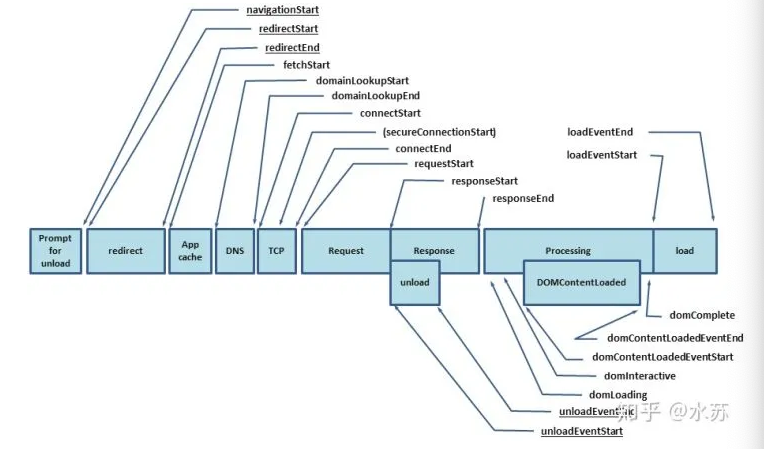 navigationStart
redirectStart
redirectEnd
fetchStart
domainLookupStart
domainLookupEnd
connectStart
(secureConnectionStart)
connectEnd
requestStart
responseStart
responseEnd
loadEventEnd
loadEventStart
Prompt
for
unload
redirect
App
cache
DNS
TCP
Request
Response
unload
Processing
DOMContentLoaded
load
domComplete
domContentLoadedEventEnd
domContentLoadedEventStart
domInteractive
domLoading
unloadEventStart
知乎 @水苏